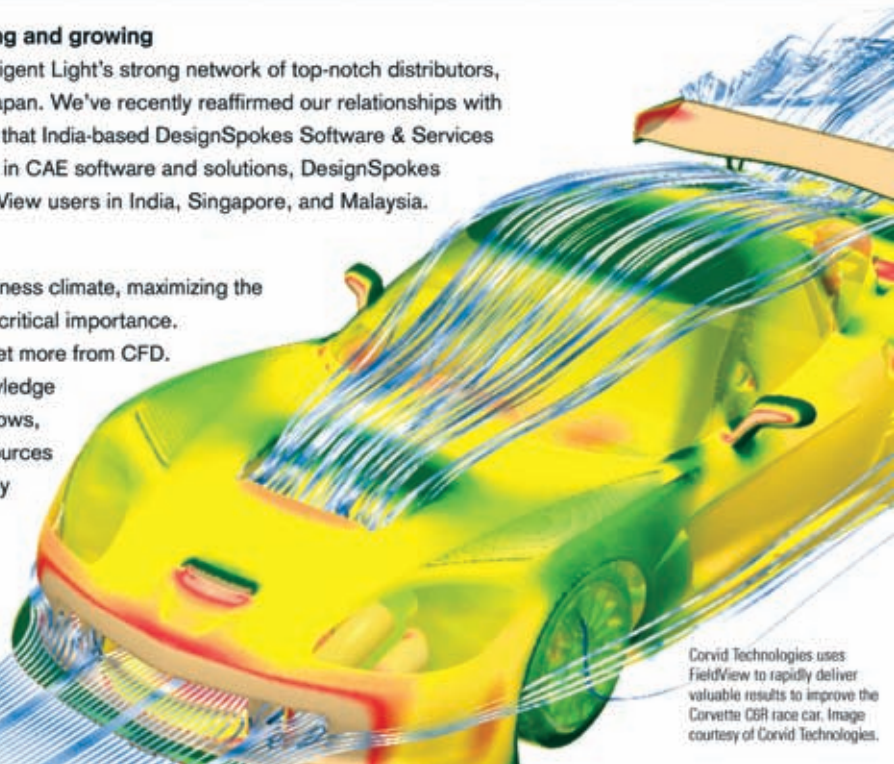 ng and growing
igent Light's strong network of top-notch distributors,
apan. We've recently reaffirmed our relationships with
that India-based DesignSpokes Software & Services
in CAE software and solutions, DesignSpokes
View users in India, Singapore, and Malaysia.
ness climate, maximizing the
critical importance.
et more from CFD.
ledge
ows,
urces
y
Corvid Technologies uses
FieldView to rapidly deliver
valuable results to improve the
Corvette C6R race car. Image
courtesy of Corvid Technologies.